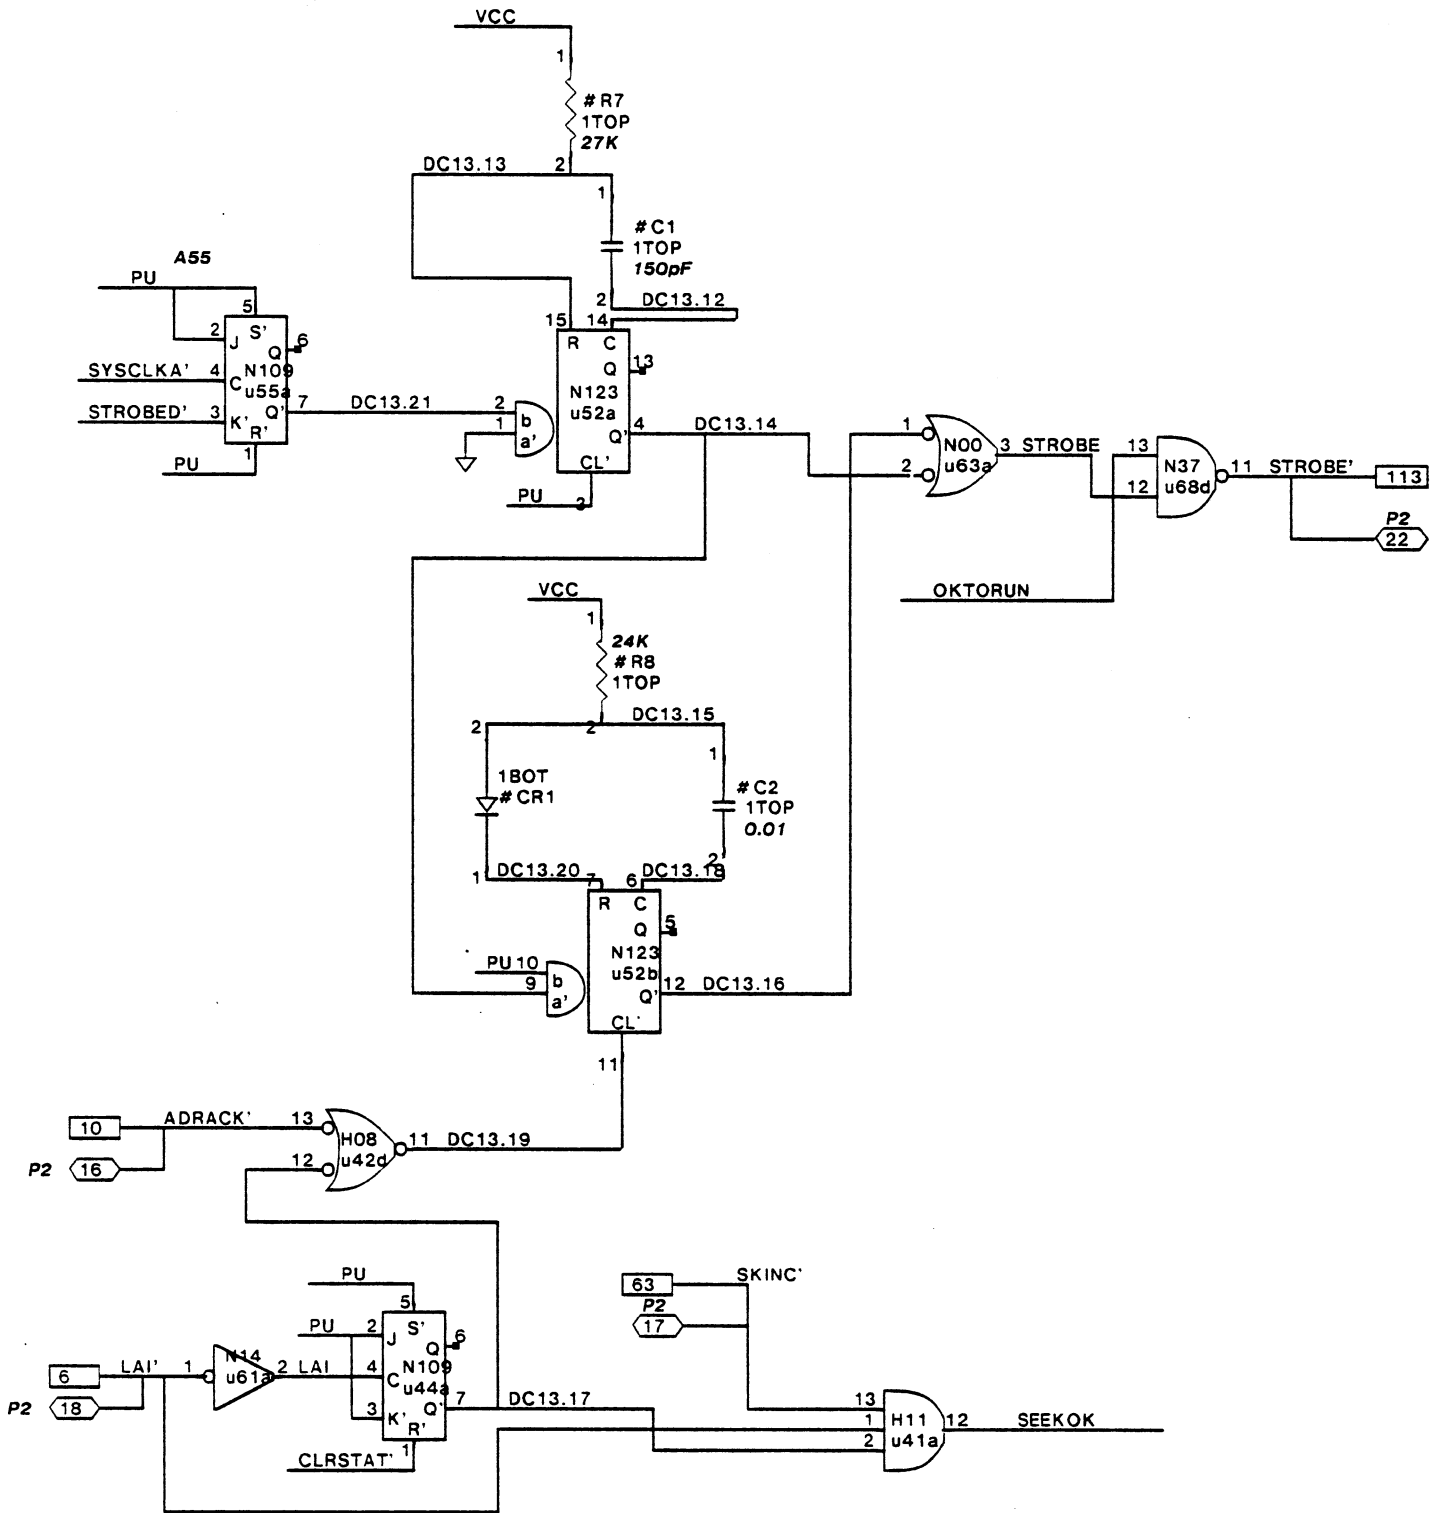 VCC
1
#R7
1TOP
27K
DC13.13 2
1
#C1
1TOP
150pF
A55
PU
2 DC13.12
5
15 14
2 J S' Q 6
R C
Q 13
SYSCLKA' 4 C N109
u55a
N123
u52a
STROBED' 3 K' Q' 7 DC13.21 2 b
R'
1 a'
Q' 4 DC13.14
PU 1
CL'
PU 3
1 N00 3 STROBE 13
2 u63a
N37 11 STROBE' 113
12 u68d
P2
22
OKTORUN
VCC
1
24K
#R8
1TOP
2 2 DC13.15
1
1BOT
#CR1
#C2
1TOP
0.01
2
1 DC13.20 7 6 DC13.18
R C
Q 5
N123
u52b
PU 10 b
9 a'
Q' 12 DC13.16
CL'
11
10 ADRACK' 13
H08 11 DC13.19
u42d
P2 16 12
PU
63 SKINC'
P2
17
5
PU 2 J S' Q 6
N14
6 LAI' 1 u61a 2 LAI 4 C N109
u44a
P2 18
3 K' Q' 7 DC13.17
R'
CLRSTAT' 1
13
1 H11 12 SEEKOK
2 u41a